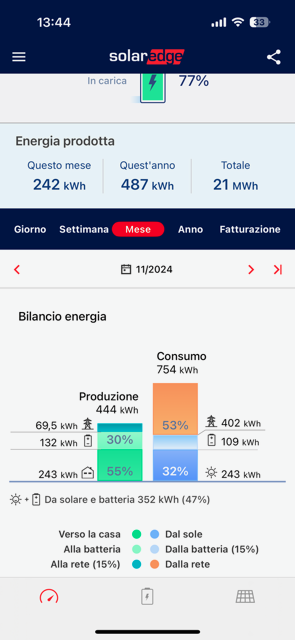 13:44
33
solaredge
In carica 77%
Energia prodotta
Questo mese Quest'anno Totale
242 kWh 487 kWh 21 MWh
Giorno Settimana Mese Anno Fatturazione
11/2024
Bilancio energia
Consumo
754 kWh
Produzione
444 kWh
69,5 kWh 53% 402 kWh
132 kWh 30% 109 kWh
243 kWh 55% 32% 243 kWh
+ Da solare e batteria 352 kWh (47%)
Verso la casa Dal sole
Alla batteria Dalla batteria (15%)
Alla rete (15%) Dalla rete